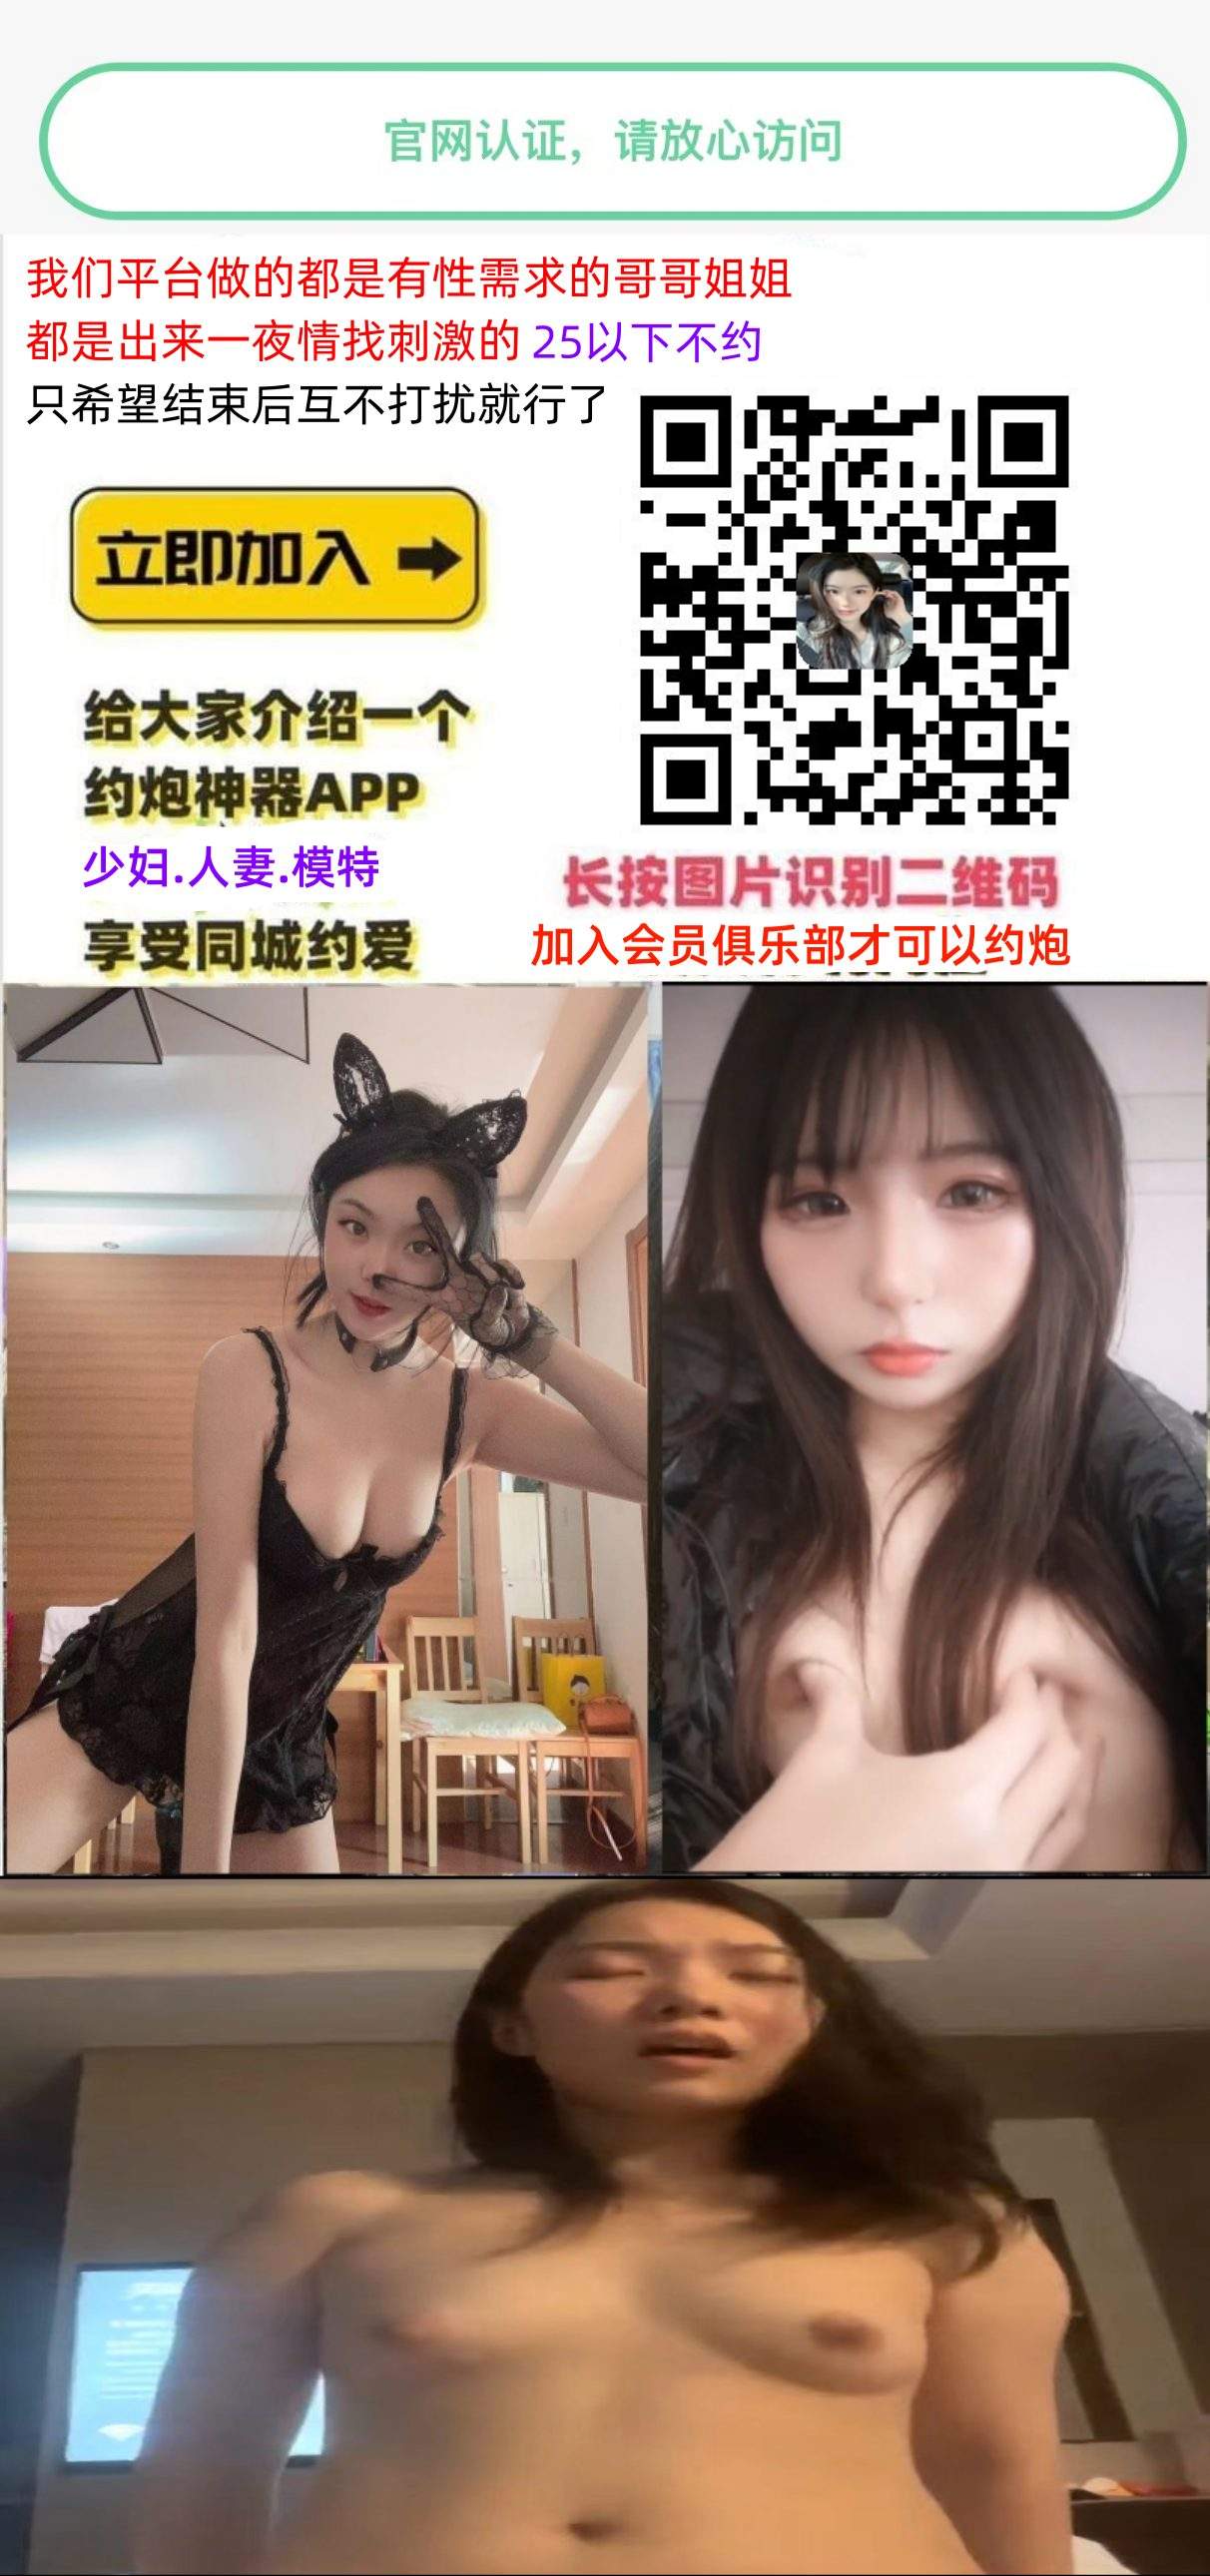 官网认证，请放心访问
我们平台做的都是有性需求的哥哥姐姐
都是出来一夜情找刺激的 25以下不约
只希望结束后互不打扰就行了
立即加入
给大家介绍一个
约炮神器APP
少妇.人妻.模特
享受同城约爱
长按图片识别二维码
加入会员俱乐部才可以约炮